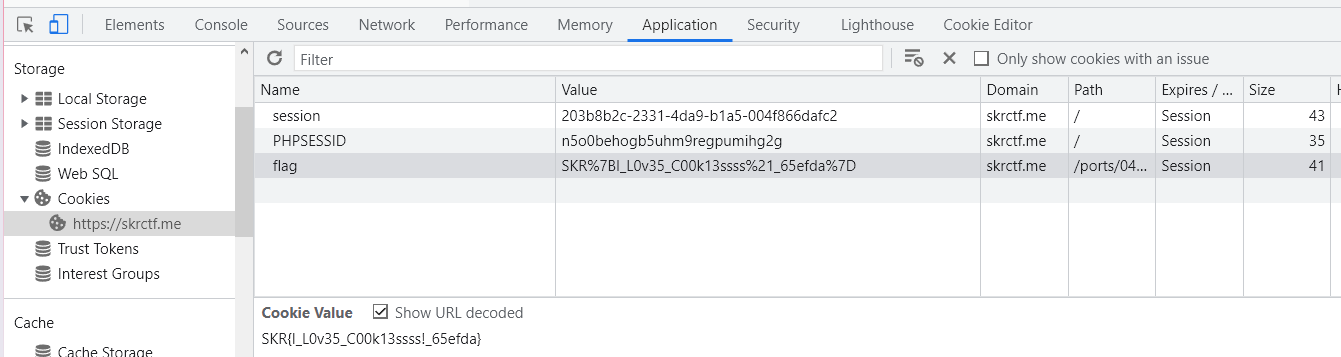 Elements Console Sources Network Performance Memory Application Security Lighthouse Cookie Editor
Storage
Local Storage
Session Storage
IndexedDB
Web SQL
Cookies
https://skrctf.me
Trust Tokens
Interest Groups
Cache
Cache Storage
Filter
Only show cookies with an issue
Name Value Domain Path Expires / ... Size H
session 203b8b2c-2331-4da9-b1a5-004f866dafc2 skrctf.me / Session 43
PHPSESSID n5o0behogb5uhm9regpumihg2g skrctf.me / Session 35
flag SKR%7BI_L0v35_C00k13ssss%21_65efda%7D skrctf.me /ports/04... Session 41
Cookie Value Show URL decoded
SKR{I_L0v35_C00k13ssss!_65efda}